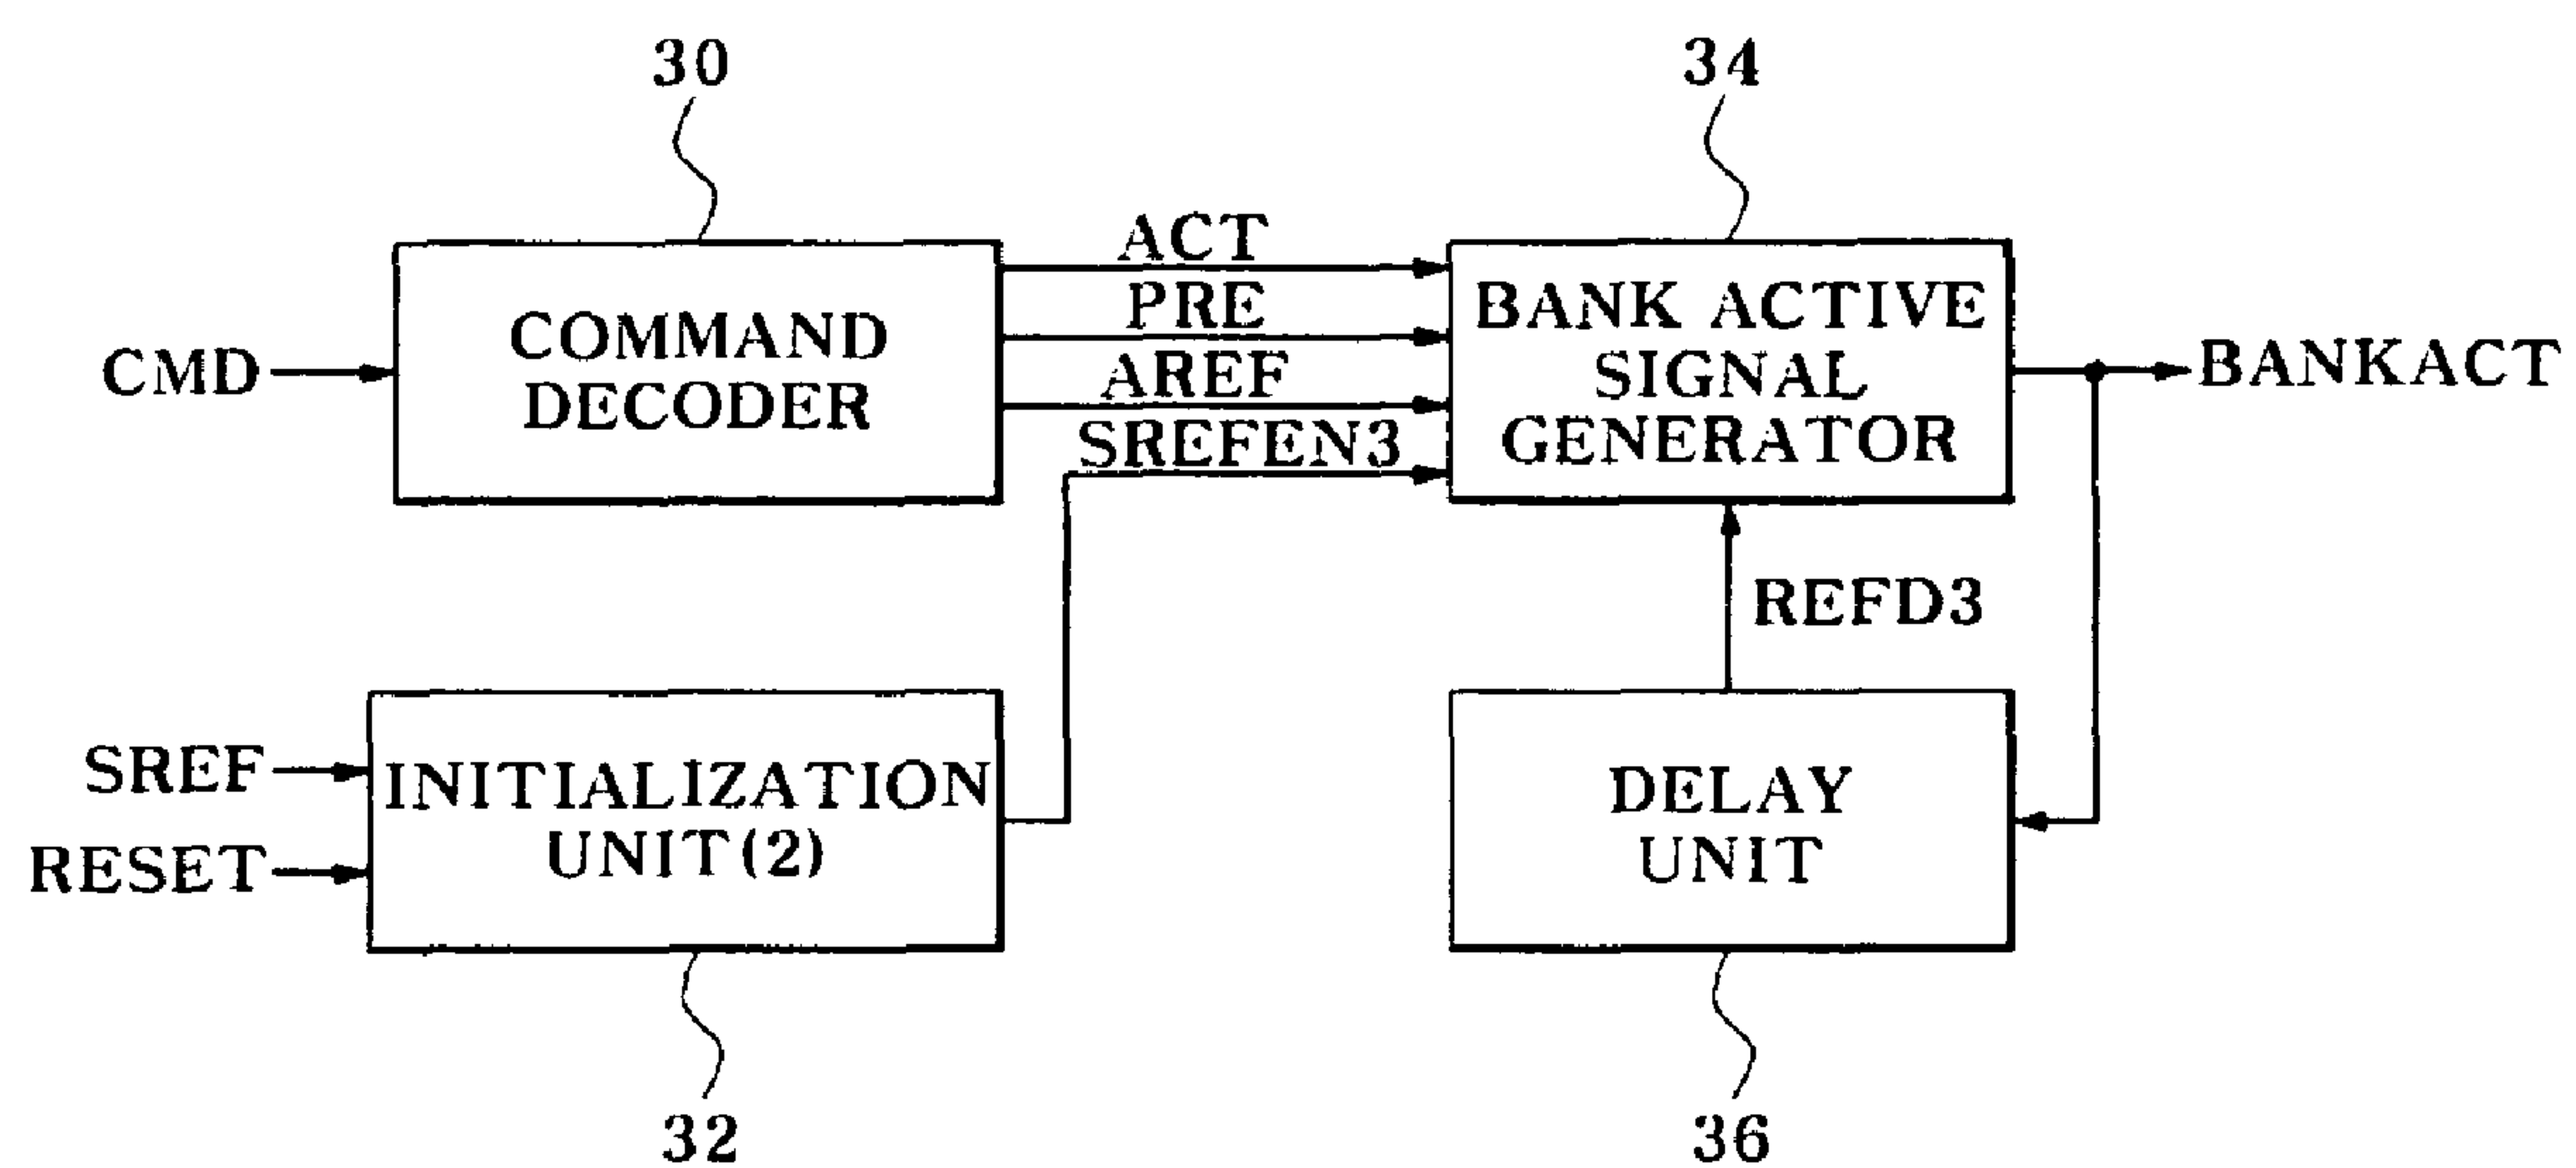 30
34
ACT
PRE
AREF
SREFEN3
CMD
COMMAND
DECODER
BANK ACTIVE
SIGNAL
GENERATOR
BANKACT
REFD3
SREF
RESET
INITIALIZATION
UNIT(2)
DELAY
UNIT
32
36